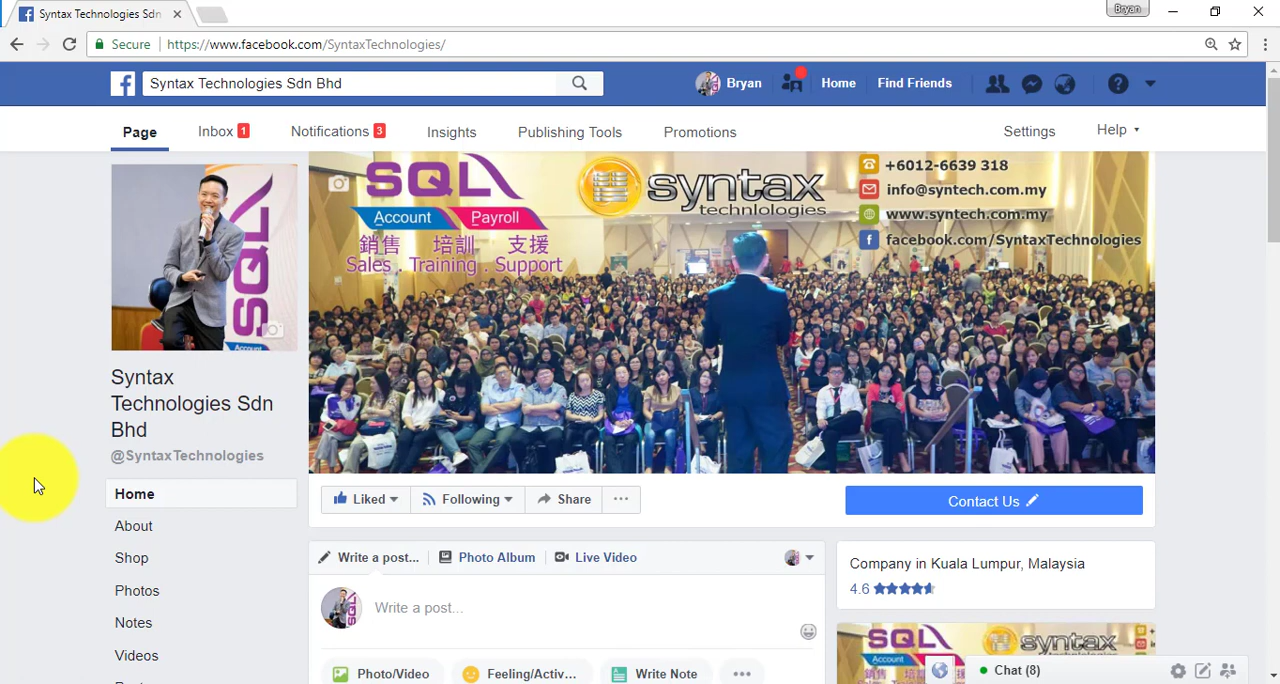 Syntax Technologies Sdn
Bryan
Secure https://www.facebook.com/SyntaxTechnologies/
Syntax Technologies Sdn Bhd
Bryan Home Find Friends
Page Inbox 1 Notifications 3 Insights Publishing Tools Promotions Settings Help
SQL
Account Payroll
銷售 培訓 支援
Sales . Training . Support
syntax
technlologies
+6012-6639 318
info@syntech.com.my
www.syntech.com.my
facebook.com/SyntaxTechnologies
SQL
Account
Syntax
Technologies Sdn
Bhd
@SyntaxTechnologies
Home
About
Shop
Photos
Notes
Videos
Liked Following Share ...
Contact Us
Write a post... Photo Album Live Video
Write a post...
Photo/Video Feeling/Activ... Write Note ...
Company in Kuala Lumpur, Malaysia
4.6
SQL
Account
syntax
Chat (8)